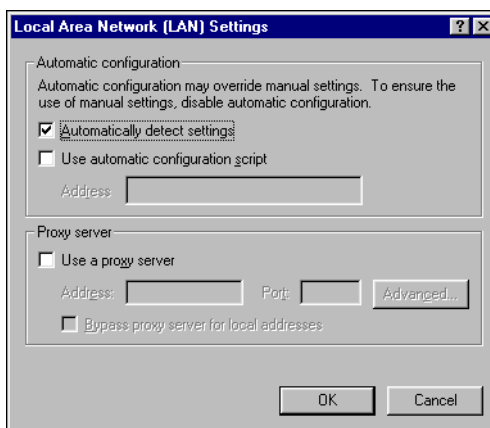 Local Area Network (LAN) Settings
Automatic configuration
Automatic configuration may override manual settings. To ensure the
use of manual settings, disable automatic configuration.
Automatically detect settings
Use automatic configuration script
Address
Proxy server
Use a proxy server
Address: Port: Advanced...
Bypass proxy server for local addresses
OK Cancel